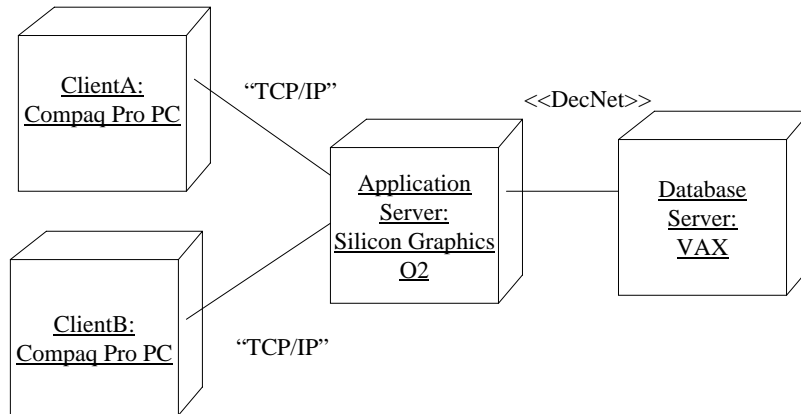 ClientA:
Compaq Pro PC
“TCP/IP”
<<DecNet>>
Application
Server:
Silicon Graphics
O2
Database
Server:
VAX
ClientB:
Compaq Pro PC
“TCP/IP”